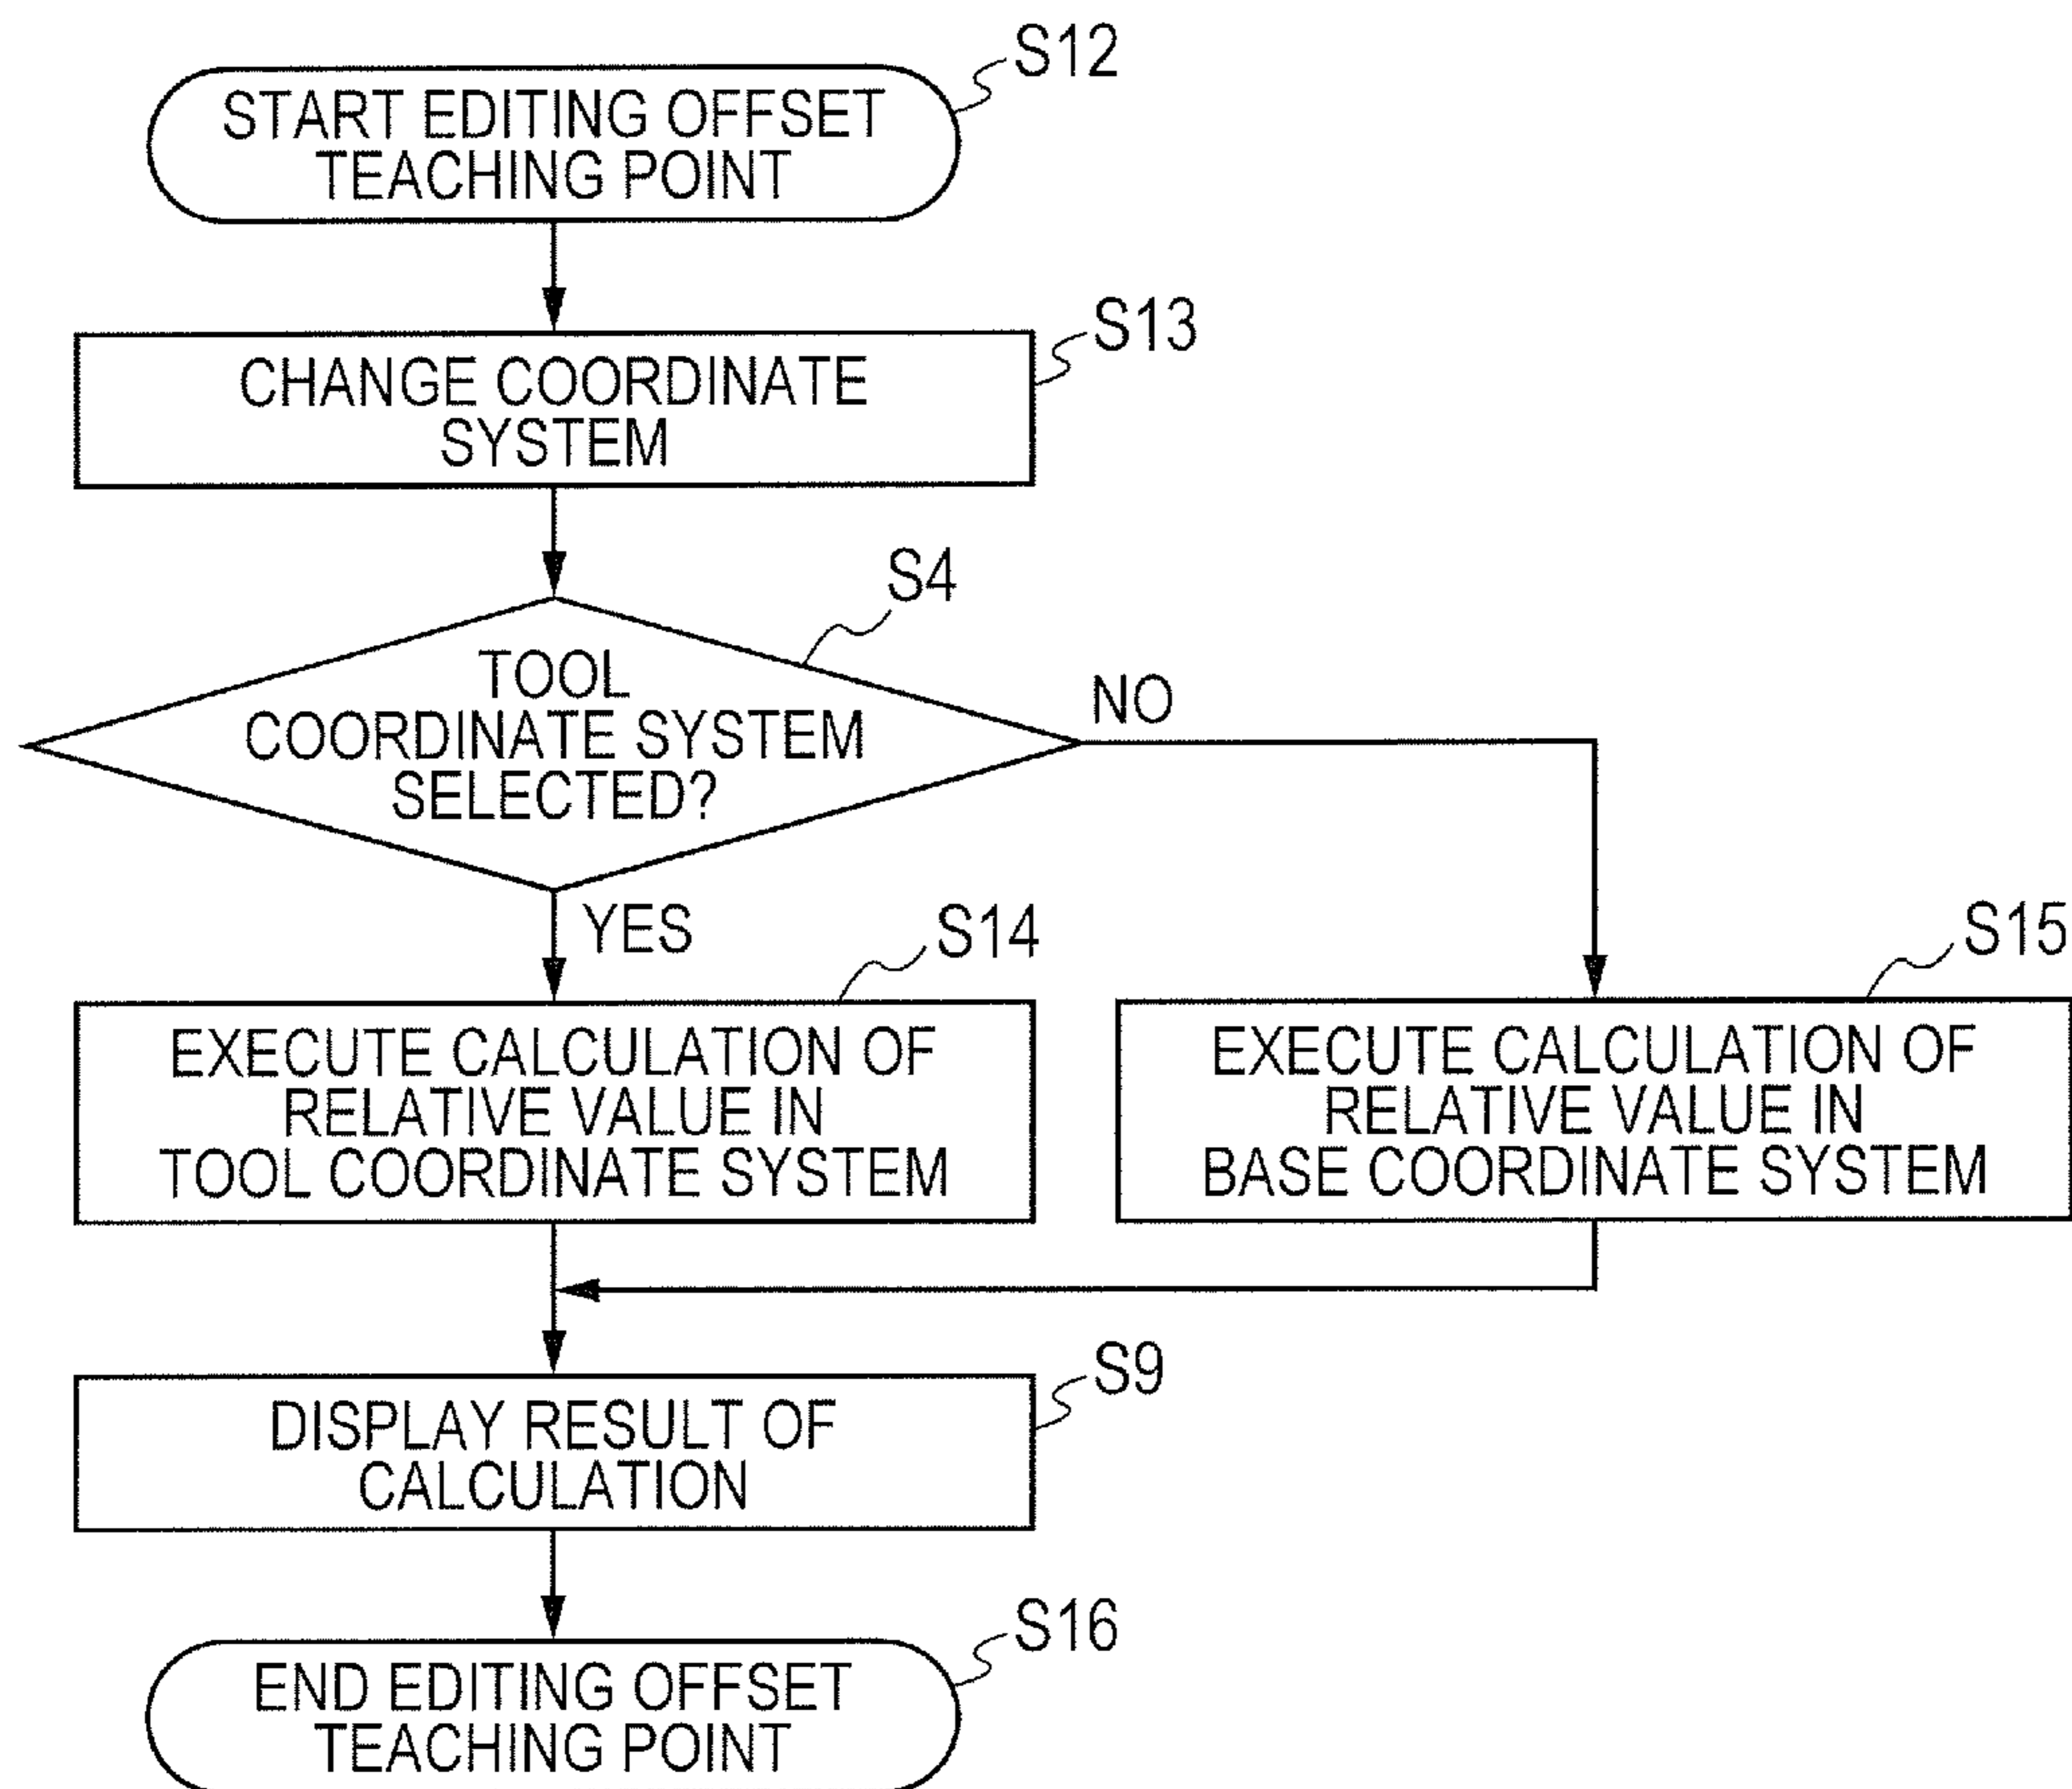 S12
START EDITING OFFSET
TEACHING POINT
S13
CHANGE COORDINATE
SYSTEM
S4
TOOL
COORDINATE SYSTEM
SELECTED?
NO
YES
S14
EXECUTE CALCULATION OF
RELATIVE VALUE IN
TOOL COORDINATE SYSTEM
S15
EXECUTE CALCULATION OF
RELATIVE VALUE IN
BASE COORDINATE SYSTEM
S9
DISPLAY RESULT OF
CALCULATION
S16
END EDITING OFFSET
TEACHING POINT